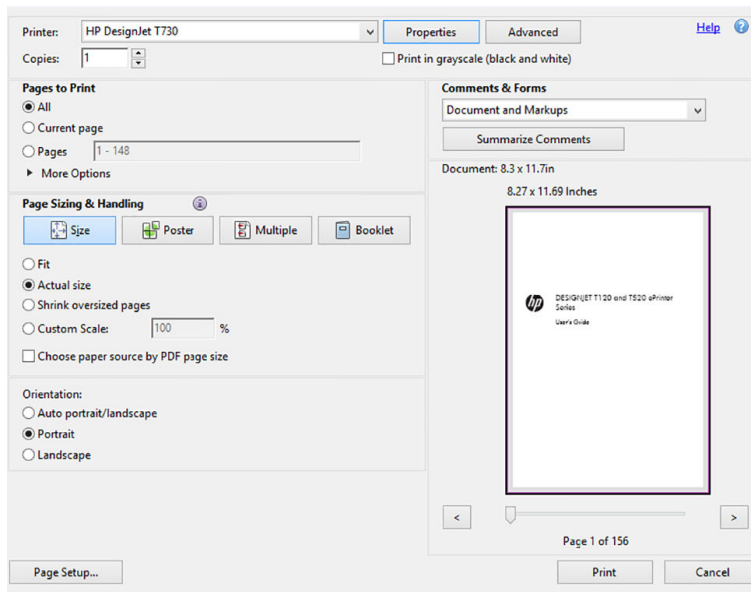 Printer: HP DesignJet T730 Properties Advanced Help
Copies: 1 Print in grayscale (black and white)
Pages to Print
All
Current page
Pages 1 - 148
More Options
Page Sizing & Handling
Size Poster Multiple Booklet
Fit
Actual size
Shrink oversized pages
Custom Scale: 100 %
Choose paper source by PDF page size
Orientation:
Auto portrait/landscape
Portrait
Landscape
Comments & Forms
Document and Markups
Summarize Comments
Document: 8.3 x 11.7in
8.27 x 11.69 Inches
hp
DESIGNJET T120 and T520 ePrinter
Series
User's Guide
< >
Page 1 of 156
Page Setup... Print Cancel